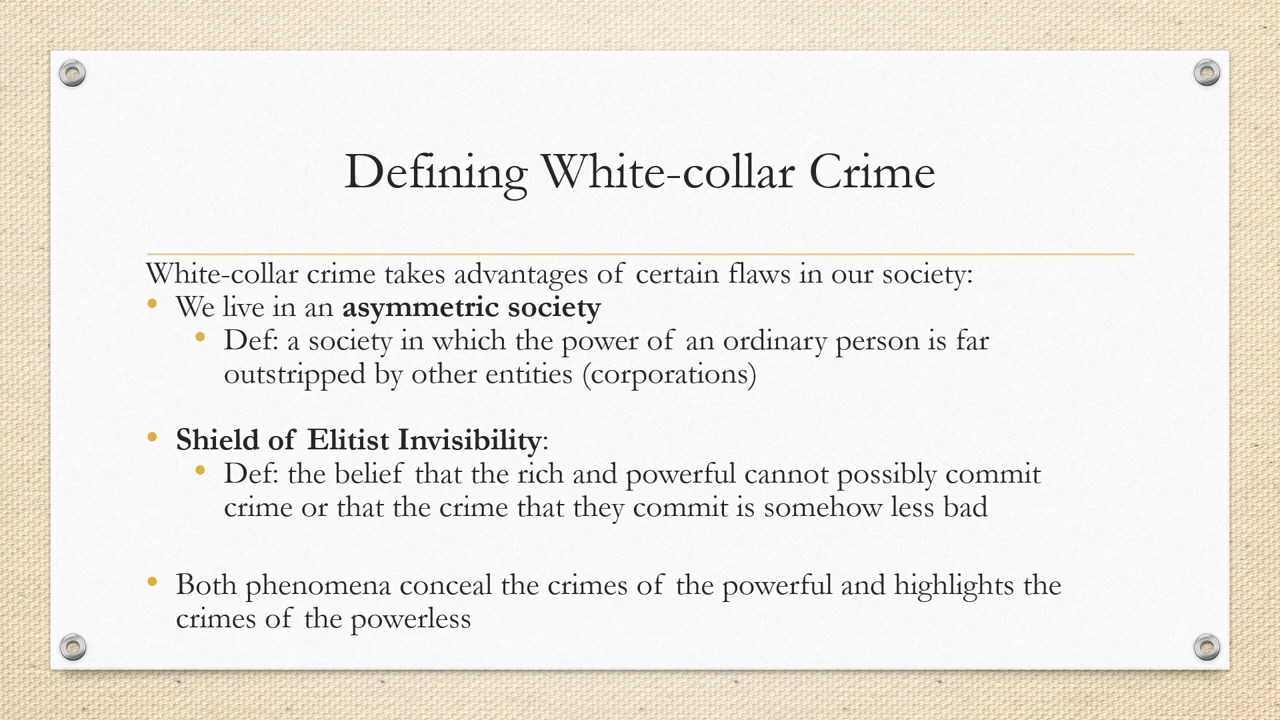 Defining White-collar Crime
White-collar crime takes advantages of certain flaws in our society:
• We live in an asymmetric society
• Def: a society in which the power of an ordinary person is far
outstripped by other entities (corporations)
• Shield of Elitist Invisibility:
• Def: the belief that the rich and powerful cannot possibly commit
crime or that the crime that they commit is somehow less bad
• Both phenomena conceal the crimes of the powerful and highlights the
crimes of the powerless